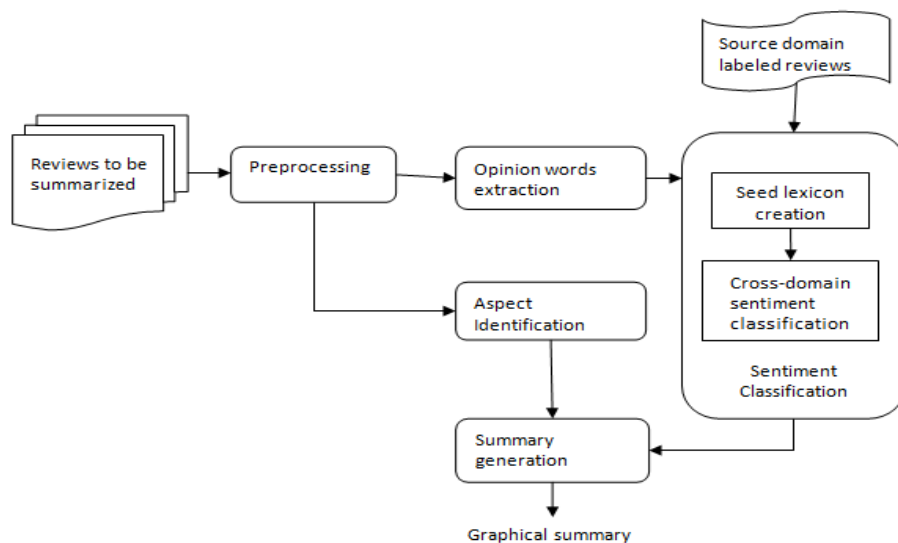 Source domain
labeled reviews
Reviews to be
summarized
Preprocessing
Opinion words
extraction
Seed lexicon
creation
Cross-domain
sentiment
classification
Aspect
Identification
Sentiment
Classification
Summary
generation
Graphical summary